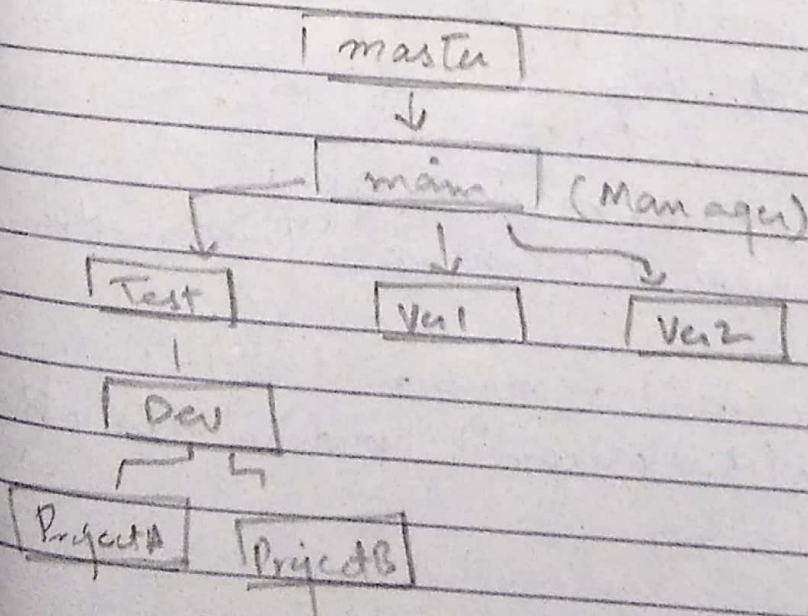 master
main (Manager)
Test Ver1 Ver2
Dev
ProjectA ProjectB